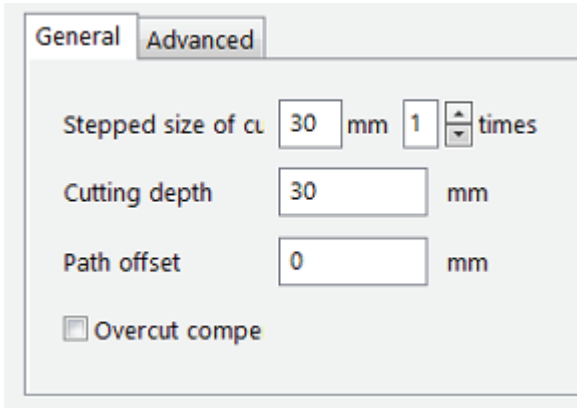 General Advanced
Stepped size of cu 30 mm 1 times
Cutting depth 30 mm
Path offset 0 mm
Overcut compe